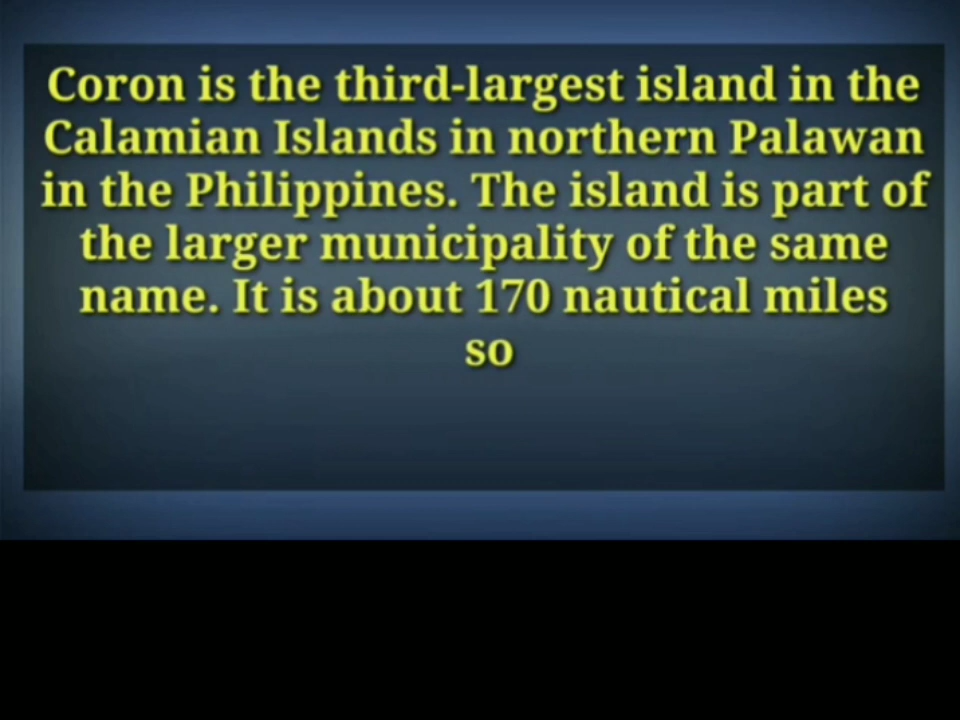 Coron is the third-largest island in the
Calamian Islands in northern Palawan
in the Philippines. The island is part of
the larger municipality of the same
name. It is about 170 nautical miles
so